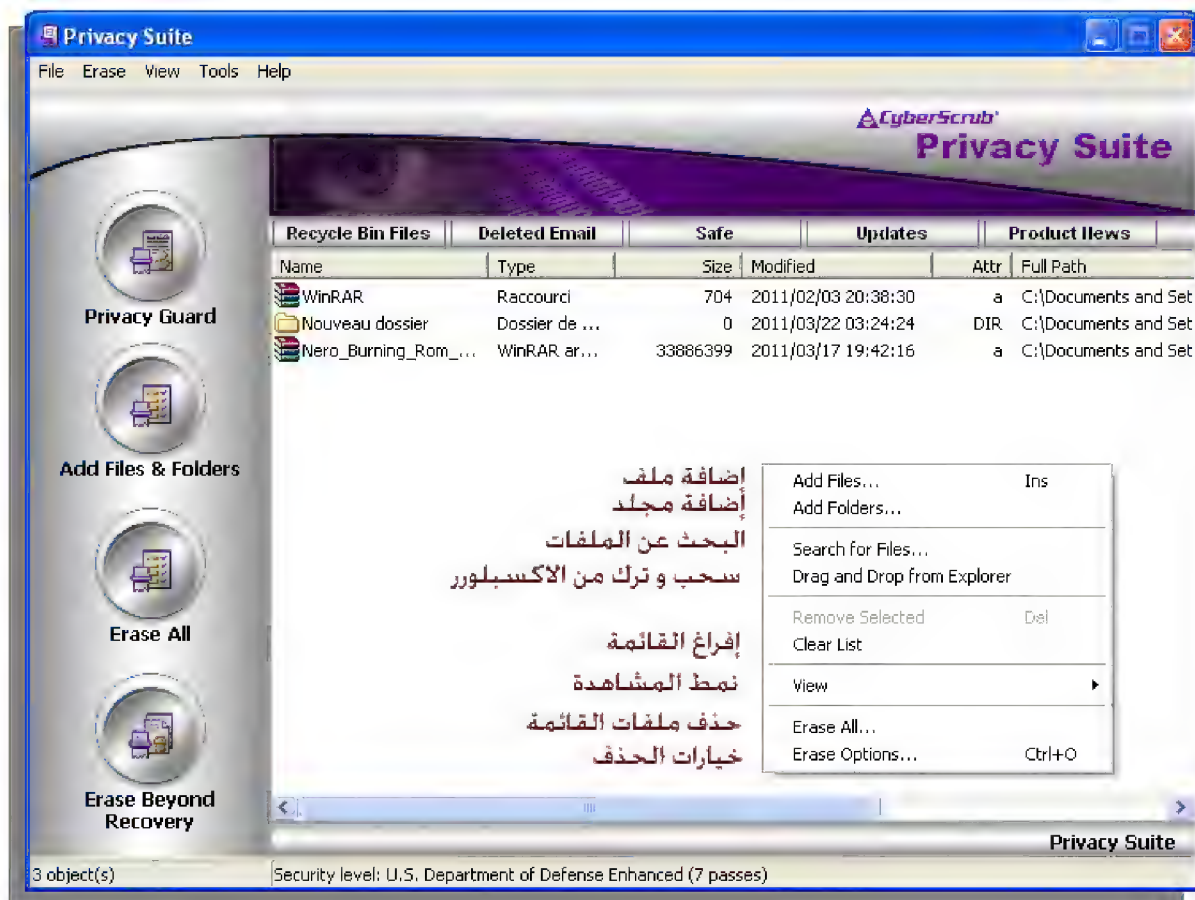 Privacy Suite
File Erase View Tools Help
CyberScrub®
Privacy Suite
Recycle Bin Files Deleted Email Safe Updates Product News
Name Type Size Modified Attr Full Path
WinRAR Raccourci 704 2011/02/03 20:38:30 a C:\Documents and Set
Nouveau dossier Dossier de ... 0 2011/03/22 03:24:24 DIR C:\Documents and Set
Nero_Burning_Rom_... WinRAR ar... 33886399 2011/03/17 19:42:16 a C:\Documents and Set
Privacy Guard
Add Files & Folders
Erase All
Erase Beyond
Recovery
إضافة ملف
إضافة مجلد
البحث عن الملفات
سحب و ترك من الاكسبلورر
إفراغ القائمة
نمط المشاهدة
حذف ملفات القائمة
خيارات الحذف
Add Files... Ins
Add Folders...
Search for Files...
Drag and Drop from Explorer
Remove Selected Del
Clear List
View
Erase All...
Erase Options... Ctrl+O
Privacy Suite
3 object(s) Security level: U.S. Department of Defense Enhanced (7 passes)